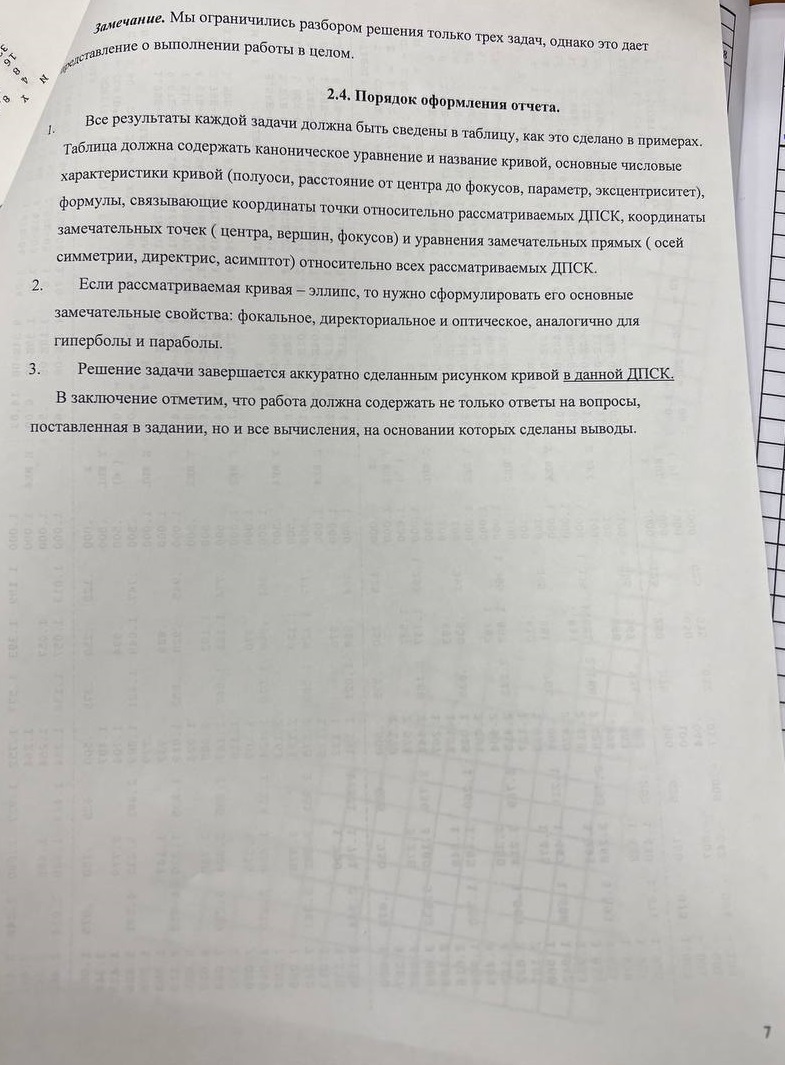 Замечание. Мы ограничились разбором решения только трех задач, однако это дает
представление о выполнении работы в целом.
2.4. Порядок оформления отчета.
1. Все результаты каждой задачи должна быть сведены в таблицу, как это сделано в примерах.
Таблица должна содержать каноническое уравнение и название кривой, основные числовые
характеристики кривой (полуоси, расстояние от центра до фокусов, параметр, эксцентриситет),
формулы, связывающие координаты точки относительно рассматриваемых ДПСК, координаты
замечательных точек ( центра, вершин, фокусов) и уравнения замечательных прямых ( осей
симметрии, директрис, асимптот) относительно всех рассматриваемых ДПСК.
2. Если рассматриваемая кривая – эллипс, то нужно сформулировать его основные
замечательные свойства: фокальное, директориальное и оптическое, аналогично для
гиперболы и параболы.
3. Решение задачи завершается аккуратно сделанным рисунком кривой в данной ДПСК.
В заключение отметим, что работа должна содержать не только ответы на вопросы,
поставленная в задании, но и все вычисления, на основании которых сделаны выводы.
7